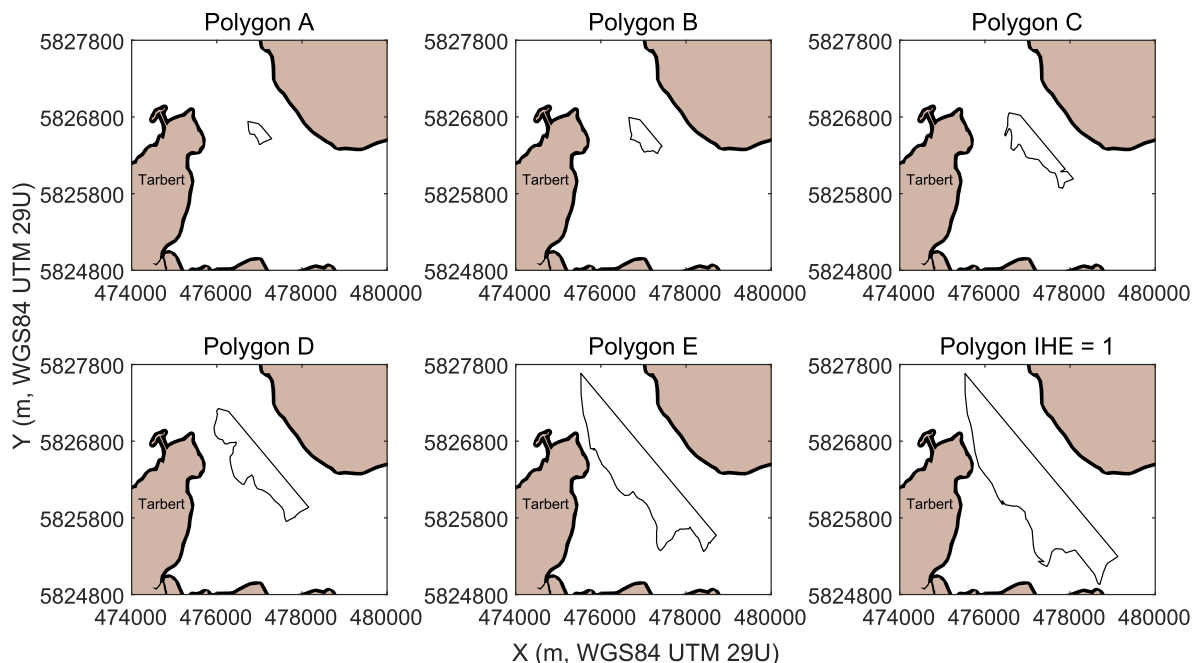 Polygon A
Polygon B
Polygon C
5827800
5826800
5825800
5824800
Tarbert
474000 476000 478000 480000
5827800
5826800
5825800
5824800
Tarbert
474000 476000 478000 480000
5827800
5826800
5825800
5824800
Tarbert
474000 476000 478000 480000
Y (m, WGS84 UTM 29U)
Polygon D
Polygon E
Polygon IHE = 1
5827800
5826800
5825800
5824800
Tarbert
474000 476000 478000 480000
5827800
5826800
5825800
5824800
Tarbert
474000 476000 478000 480000
5827800
5826800
5825800
5824800
Tarbert
474000 476000 478000 480000
X (m, WGS84 UTM 29U)